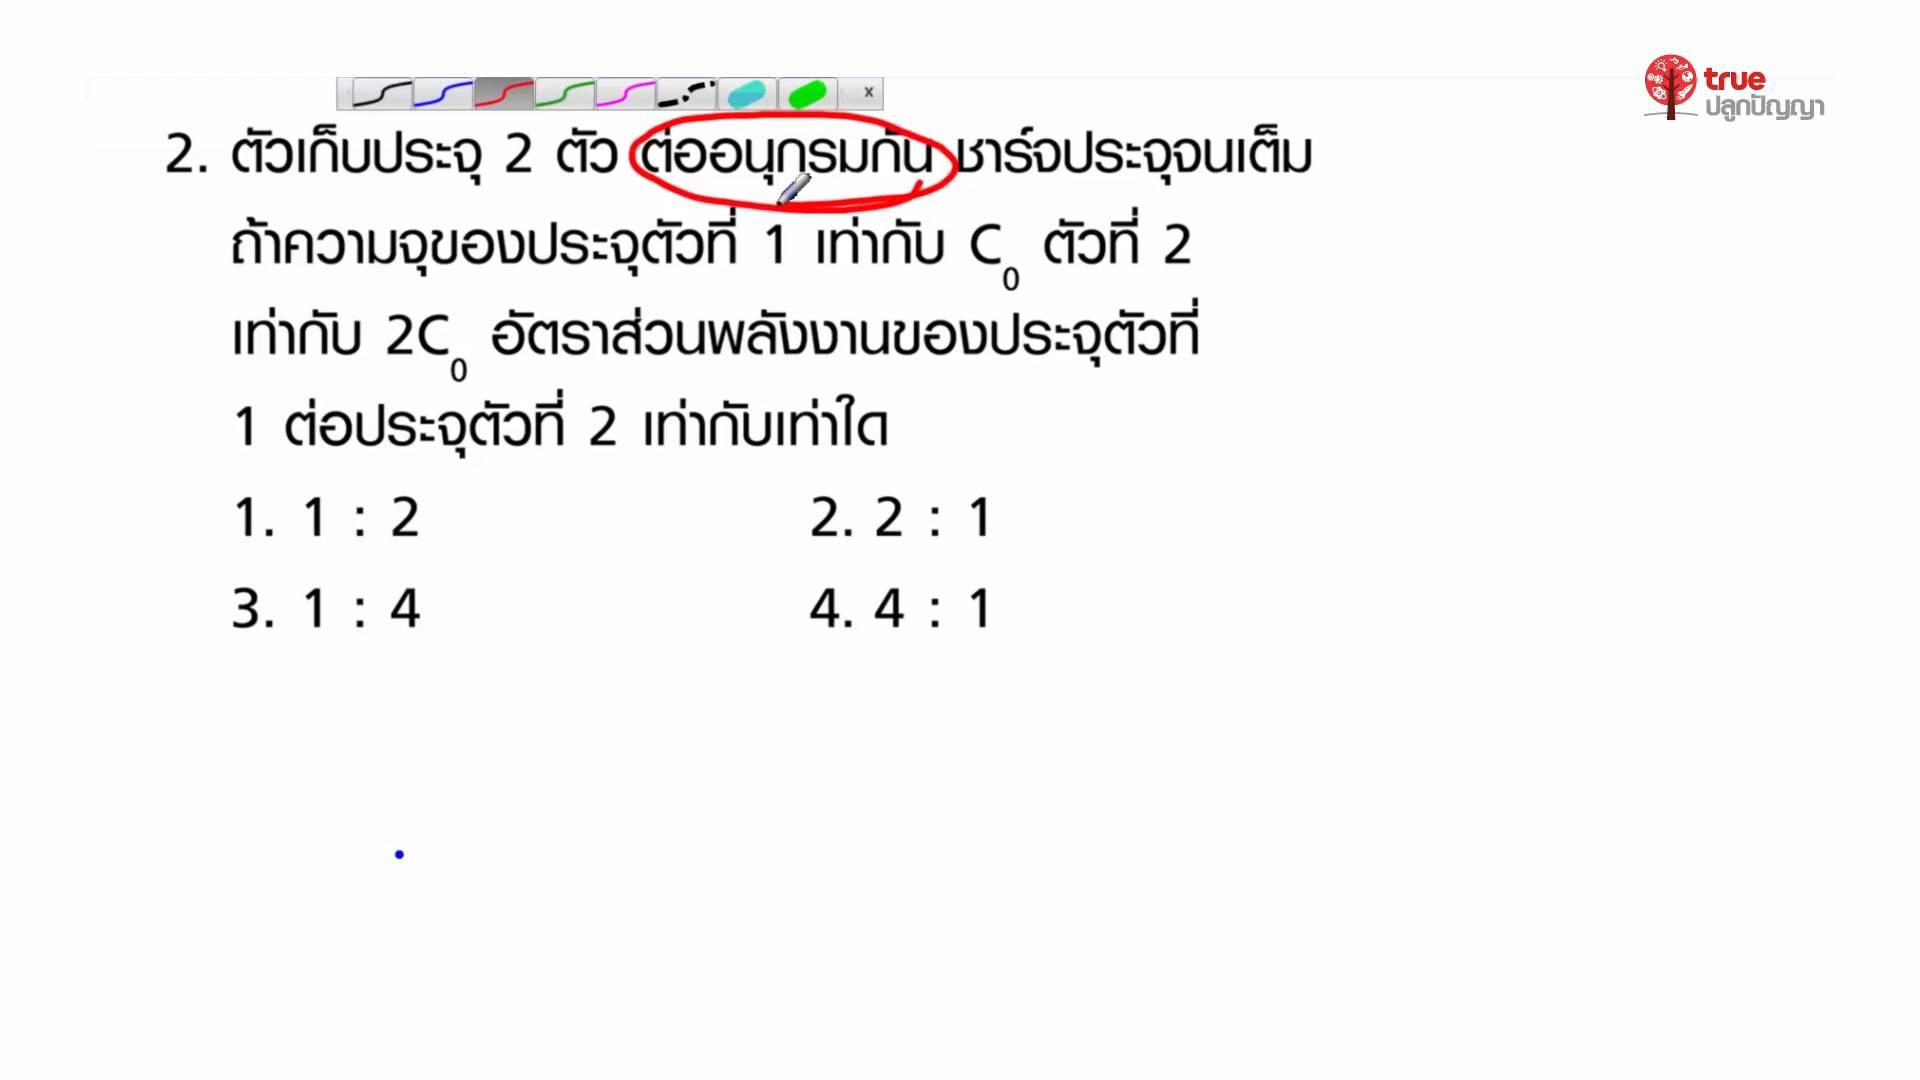 true
ปลูกปัญญา
x
2. ตัวเก็บประจุ 2 ตัว ต่ออนุกรมกัน ชาร์จประจุจนเต็ม
ถ้าความจุของประจุตัวที่ 1 เท่ากับ C₀ ตัวที่ 2
เท่ากับ 2C₀ อัตราส่วนพลังงานของประจุตัวที่
1 ต่อประจุตัวที่ 2 เท่ากับเท่าใด
1. 1 : 2 2. 2 : 1
3. 1 : 4 4. 4 : 1